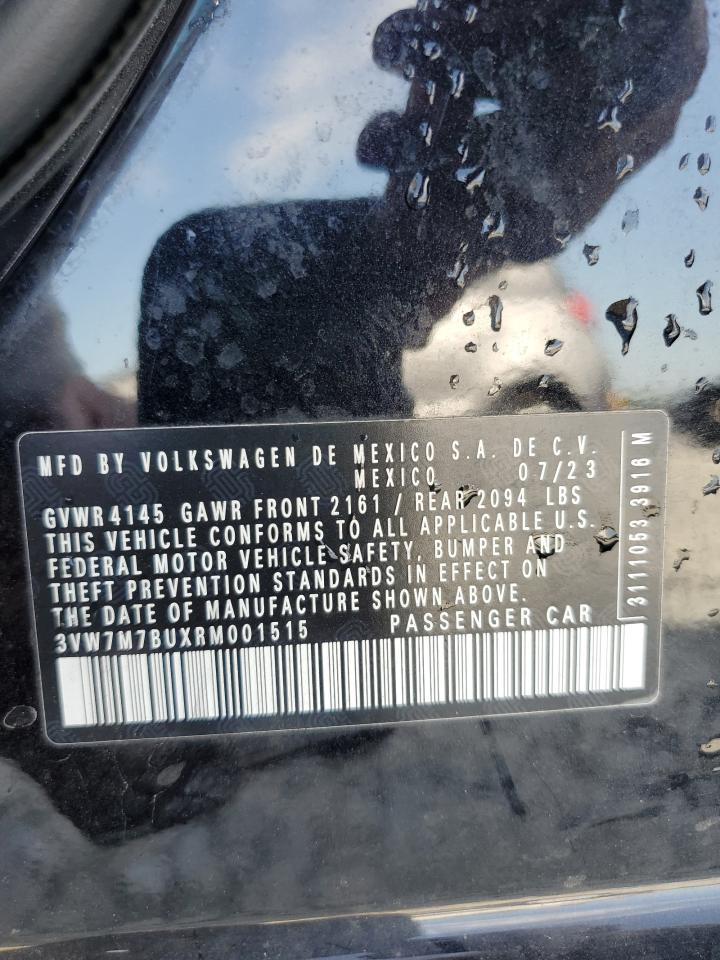 MFD BY VOLKSWAGEN DE MEXICO S.A. DE C.V.
MEXICO 07/23
GVWR 4145 GAWR FRONT 2161 / REAR 2094 LBS
THIS VEHICLE CONFORMS TO ALL APPLICABLE U.S.
FEDERAL MOTOR VEHICLE SAFETY, BUMPER AND
THEFT PREVENTION STANDARDS IN EFFECT ON
THE DATE OF MANUFACTURE SHOWN ABOVE.
3VW7M7BUXRM001515 PASSENGER CAR
3111053 3916 M